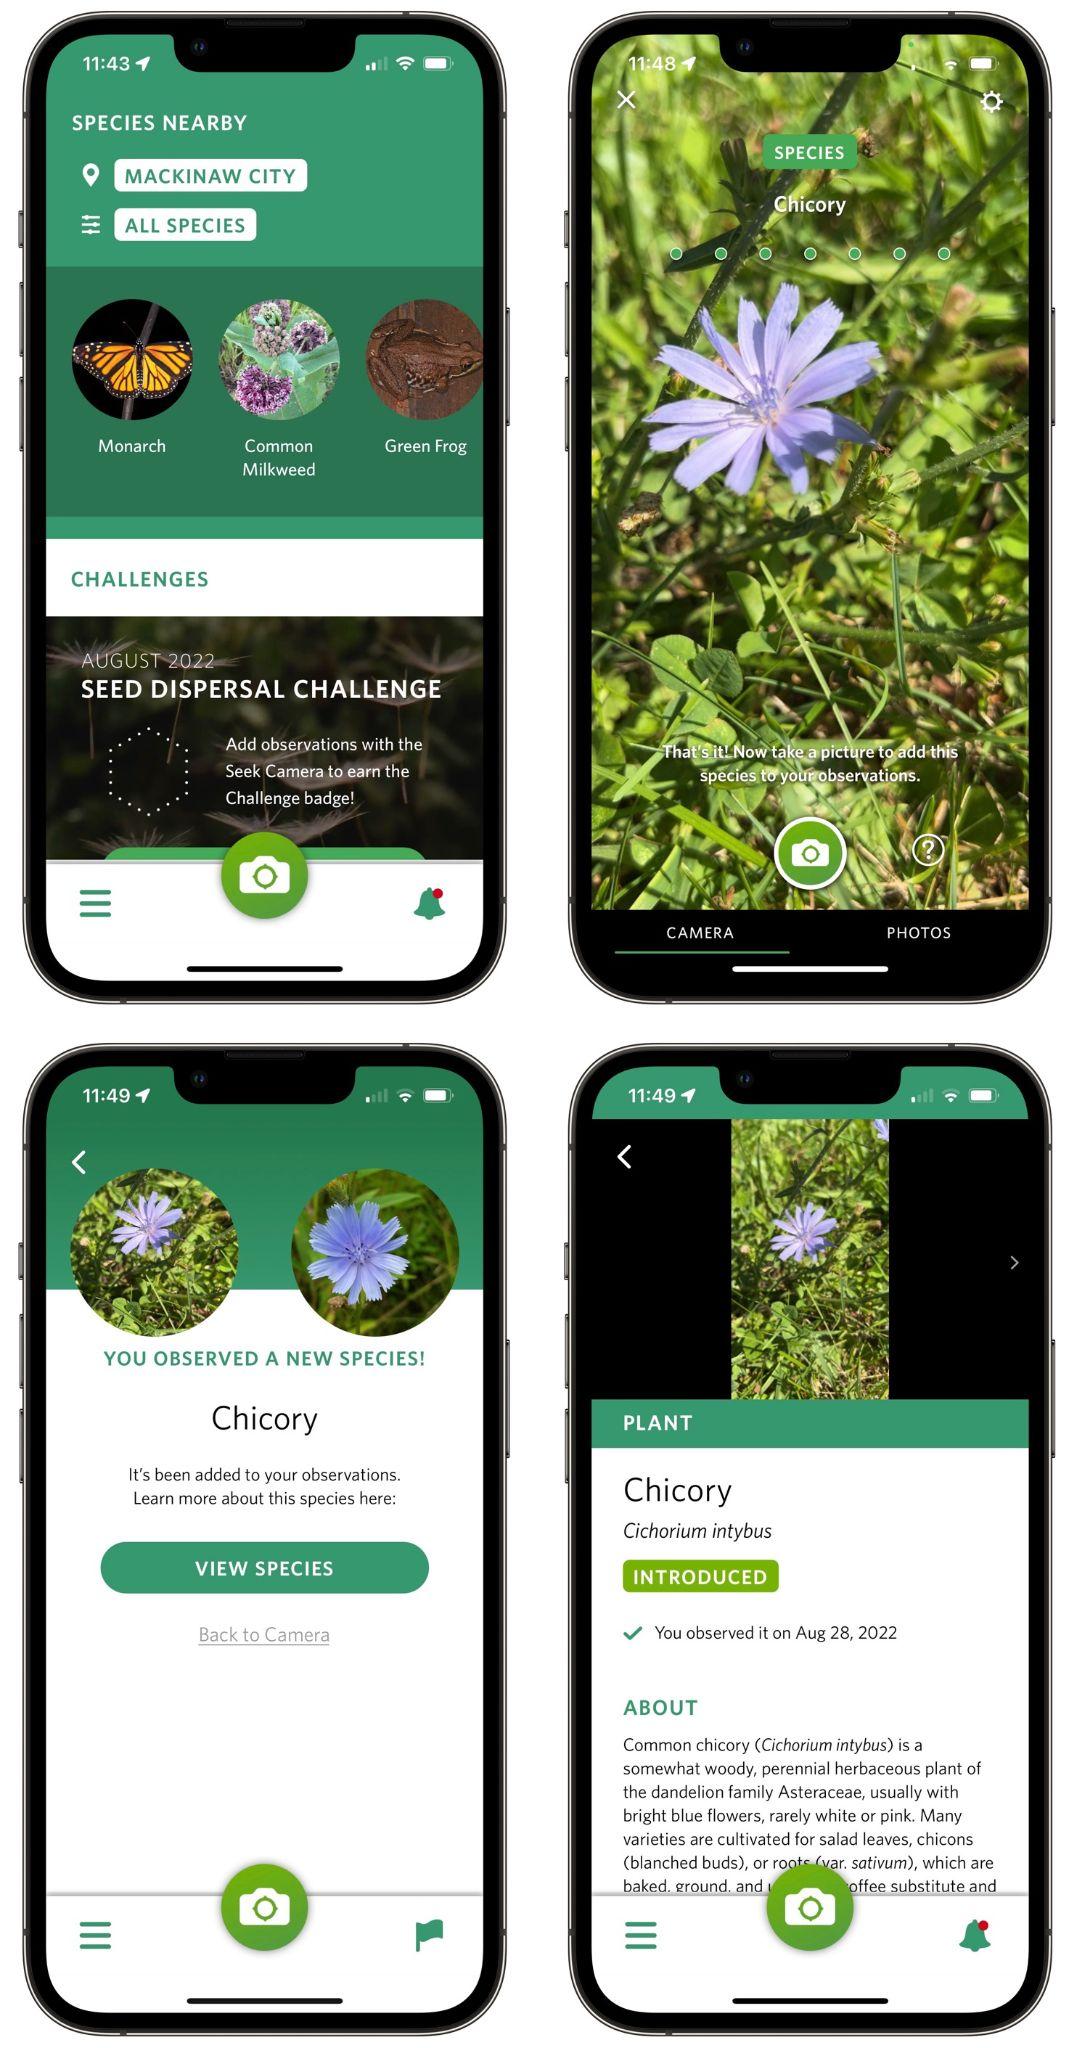 11:43
SPECIES NEARBY
MACKINAW CITY
ALL SPECIES
Monarch
Common
Milkweed
Green Frog
CHALLENGES
AUGUST 2022
SEED DISPERSAL CHALLENGE
Add observations with the
Seek Camera to earn the
Challenge badge!
11:48
SPECIES
Chicory
That's it! Now take a picture to add this
species to your observations.
?
CAMERA
PHOTOS
11:49
YOU OBSERVED A NEW SPECIES!
Chicory
It's been added to your observations.
Learn more about this species here:
VIEW SPECIES
Back to Camera
11:49
PLANT
Chicory
Cichorium intybus
INTRODUCED
You observed it on Aug 28, 2022
ABOUT
Common chicory (Cichorium intybus) is a
somewhat woody, perennial herbaceous plant of
the dandelion family Asteraceae, usually with
bright blue flowers, rarely white or pink. Many
varieties are cultivated for salad leaves, chicons
(blanched buds), or roots (var. sativum), which are
baked, ground, and coffee substitute and